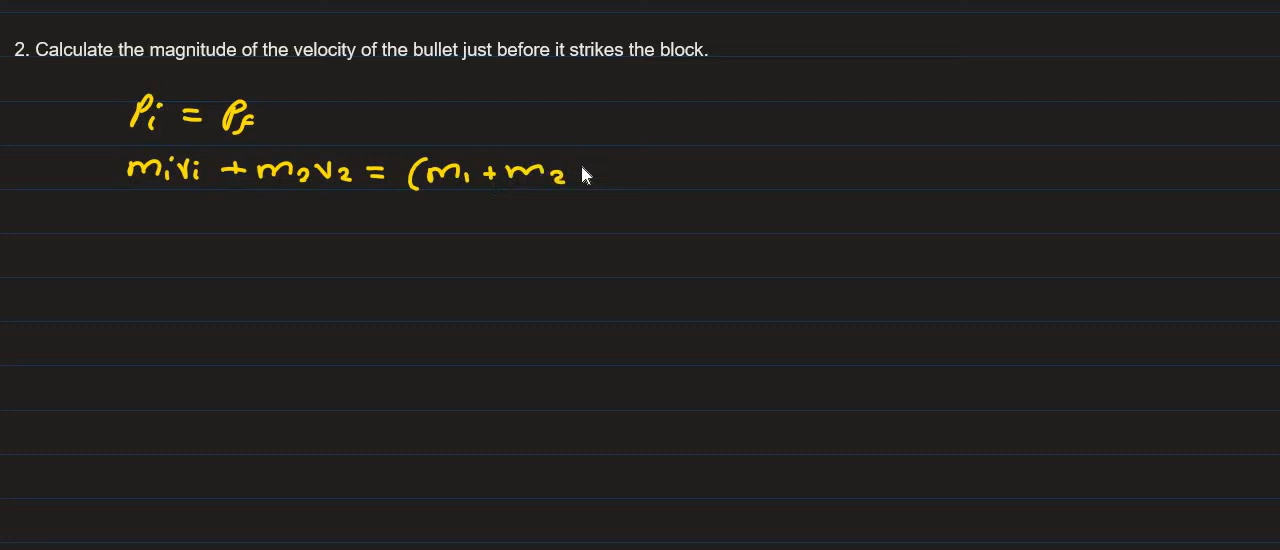 2. Calculate the magnitude of the velocity of the bullet just before it strikes the block.
Pi = Pf
m₁v₁ + m₂v₂ = (m₁ + m₂